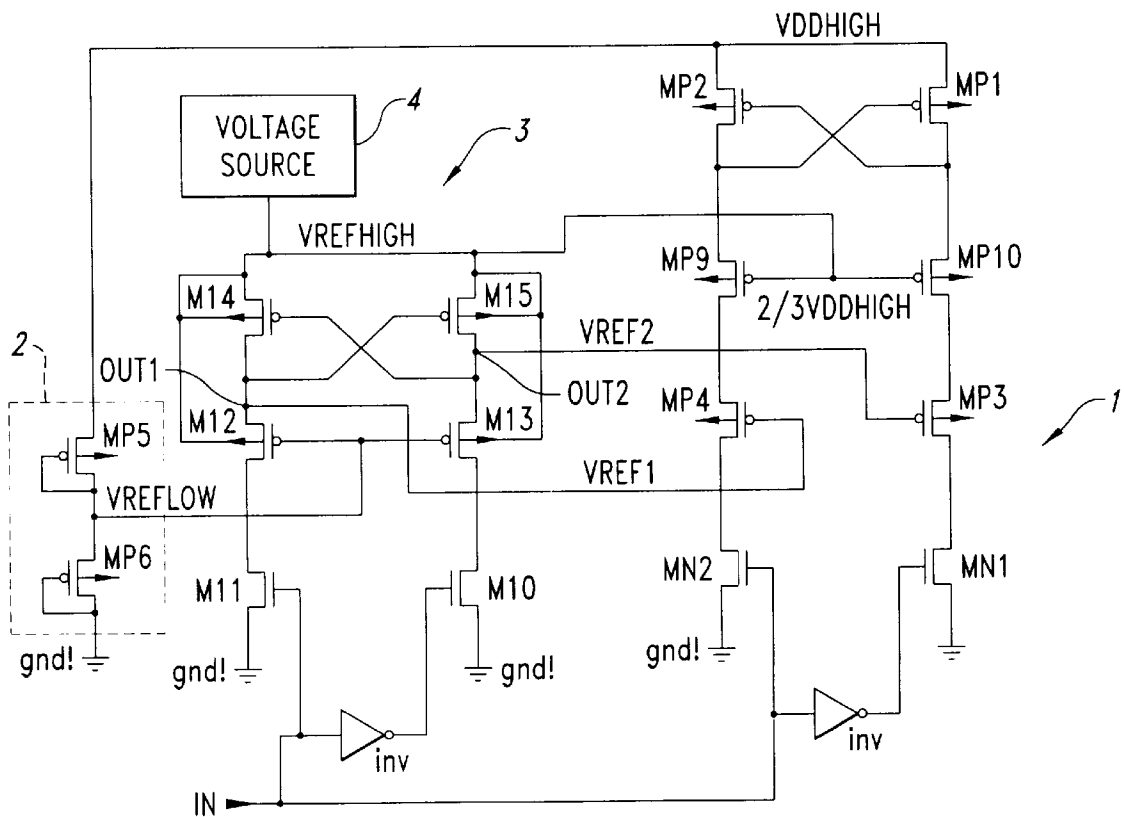 VDDHIGH
MP2
MP1
4
VOLTAGE
SOURCE
3
VREFHIGH
MP9
MP10
2/3VDDHIGH
M14
M15
2
VREF2
OUT1
OUT2
MP4
MP3
1
M12
M13
MP5
VREF1
VREFLOW
MP6
M11
M10
MN2
MN1
gnd!
gnd!
gnd!
gnd!
inv
inv
IN